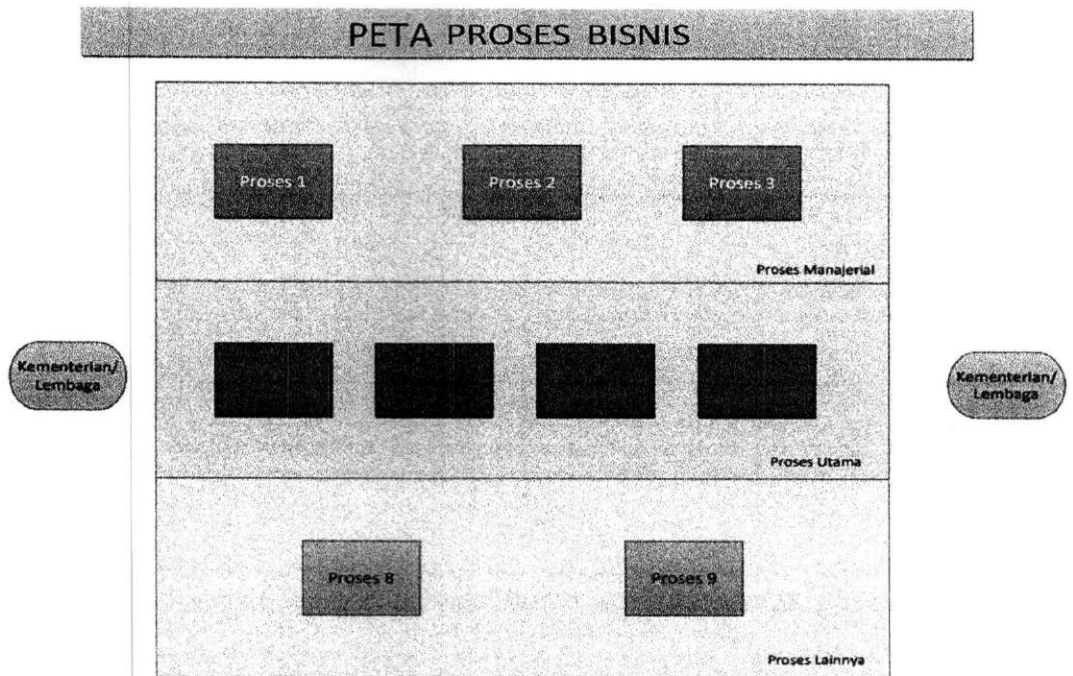 PETA PROSES BISNIS
Proses 1
Proses 2
Proses 3
Proses Manajerial
Kementerian/
Lembaga
Kementerian/
Lembaga
Proses Utama
Proses 8
Proses 9
Proses Lainnya